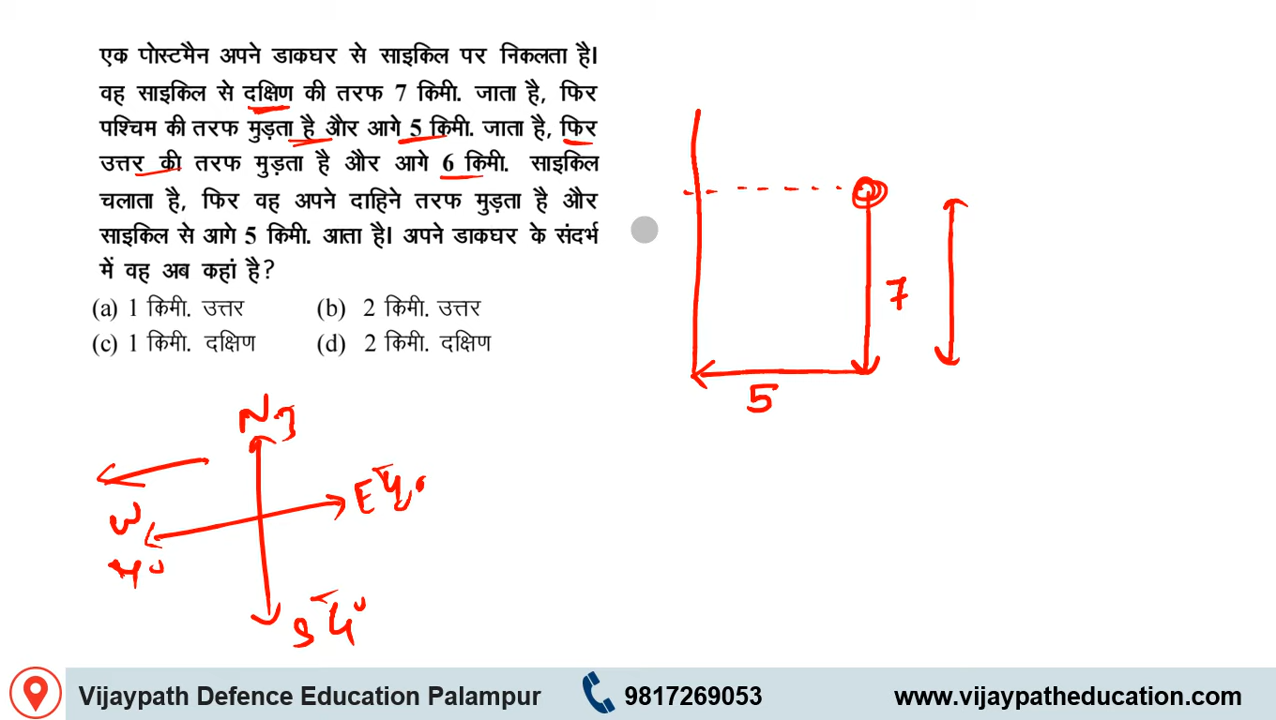 एक पोस्टमैन अपने डाकघर से साइकिल पर निकलता है।
वह साइकिल से दक्षिण की तरफ 7 किमी. जाता है, फिर
पश्चिम की तरफ मुड़ता है और आगे 5 किमी. जाता है, फिर
उत्तर की तरफ मुड़ता है और आगे 6 किमी. साइकिल
चलाता है, फिर वह अपने दाहिने तरफ मुड़ता है और
साइकिल से आगे 5 किमी. आता है। अपने डाकघर के संदर्भ
में वह अब कहां है?
(a) 1 किमी. उत्तर (b) 2 किमी. उत्तर
(c) 1 किमी. दक्षिण (d) 2 किमी. दक्षिण
7
5
N उ
E पू०
W
प०
S
Vijaypath Defence Education Palampur 9817269053 www.vijaypatheducation.com